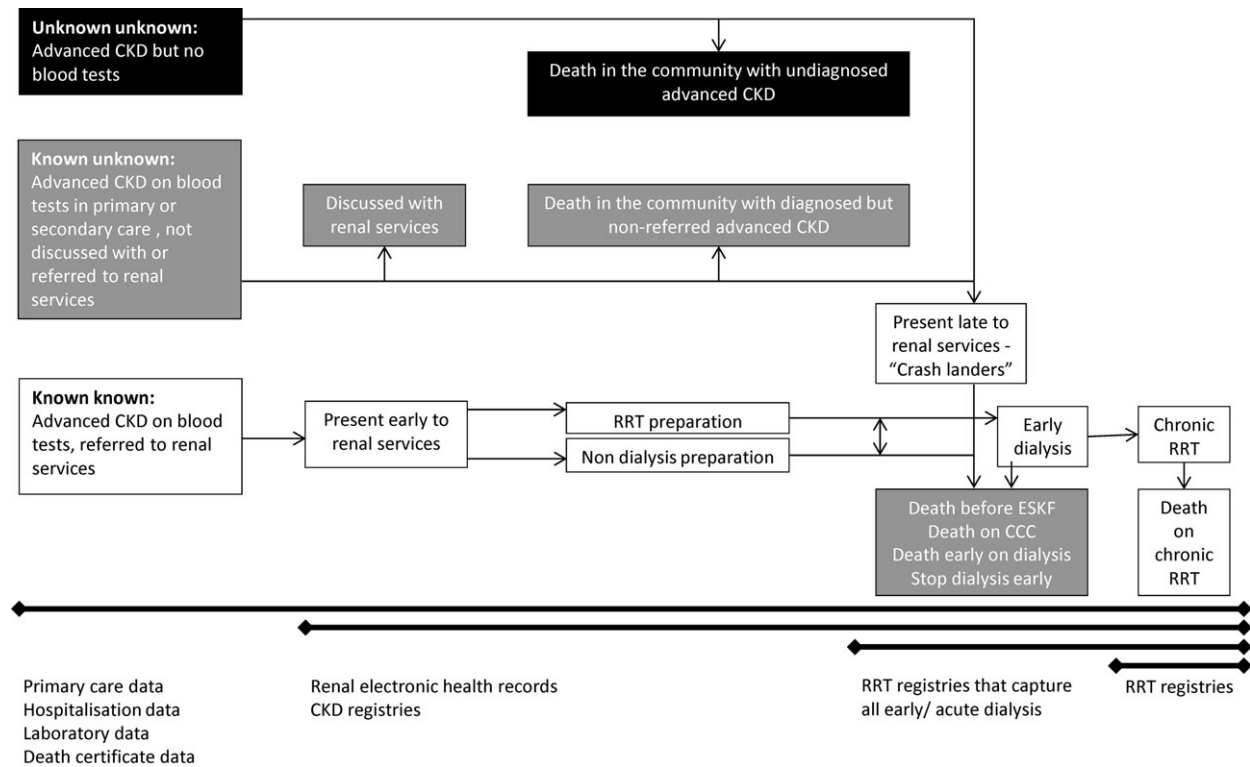 Unknown unknown:
Advanced CKD but no
blood tests
Death in the community with undiagnosed
advanced CKD
Known unknown:
Advanced CKD on blood
tests in primary or
secondary care , not
discussed with or
referred to renal
services
Discussed with
renal services
Death in the community with diagnosed but
non-referred advanced CKD
Present late to
renal services -
“Crash landers”
Known known:
Advanced CKD on blood
tests, referred to renal
services
Present early to
renal services
RRT preparation
Non dialysis preparation
Early
dialysis
Chronic
RRT
Death before ESKF
Death on CCC
Death early on dialysis
Stop dialysis early
Death
on
chronic
RRT
Primary care data
Hospitalisation data
Laboratory data
Death certificate data
Renal electronic health records
CKD registries
RRT registries that capture
all early/ acute dialysis
RRT registries